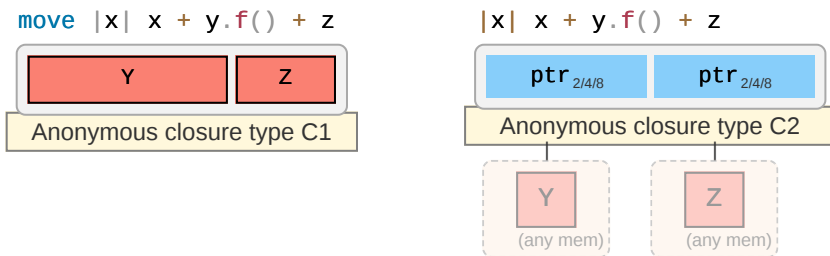 move |x| x + y.f() + z
Y Z
Anonymous closure type C1
|x| x + y.f() + z
ptr2/4/8 ptr2/4/8
Anonymous closure type C2
Y Z
(any mem) (any mem)